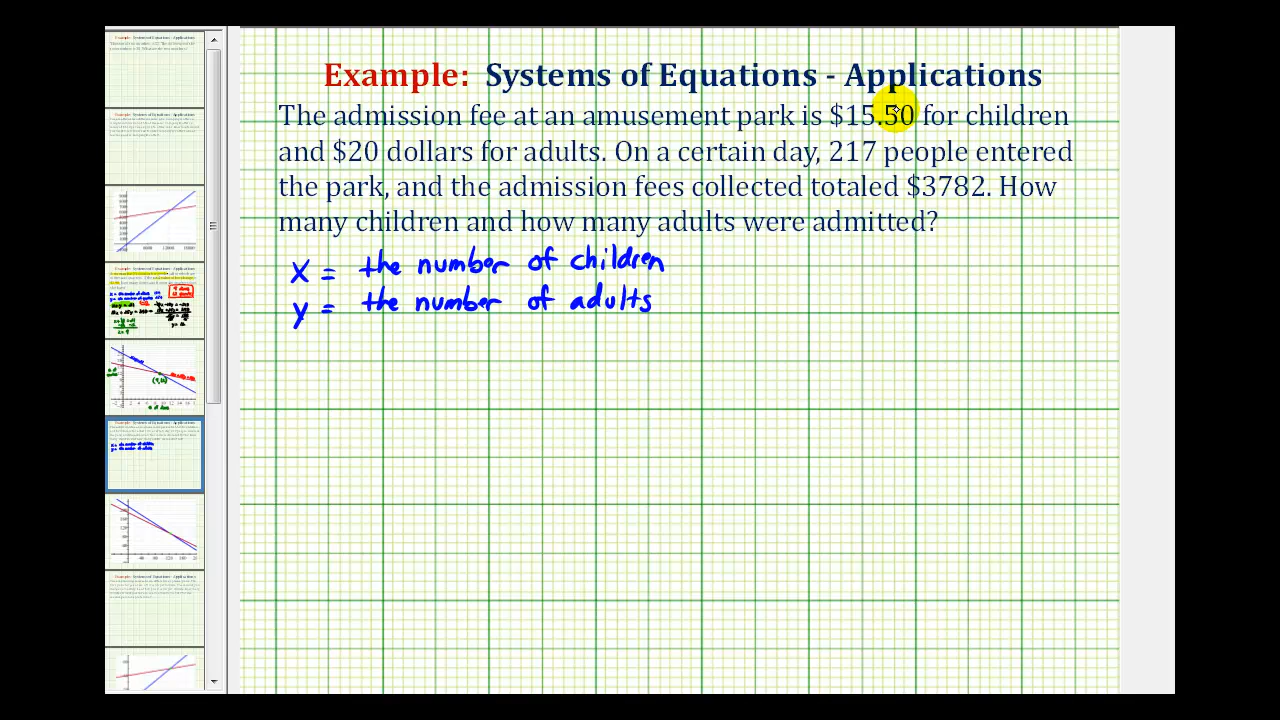 Example: Systems of Equations - Applications
The admission fee at an amusement park is $15.50 for children
and $20 dollars for adults. On a certain day, 217 people entered
the park, and the admission fees collected totaled $3782. How
many children and how many adults were admitted?
x = the number of children
y = the number of adults